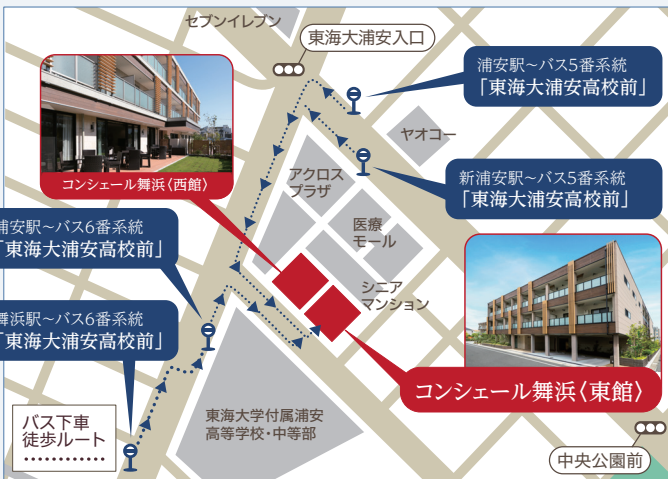 セブンイレブン
東海大浦安入口
浦安駅～バス5番系統
「東海大浦安高校前」
ヤオコー
コンシェール舞浜〈西館〉
アクロス
プラザ
新浦安駅～バス5番系統
「東海大浦安高校前」
浦安駅～バス6番系統
「東海大浦安高校前」
医療
モール
シニア
マンション
舞浜駅～バス6番系統
「東海大浦安高校前」
コンシェール舞浜〈東館〉
バス下車
徒歩ルート
東海大学付属浦安
高等学校・中等部
中央公園前